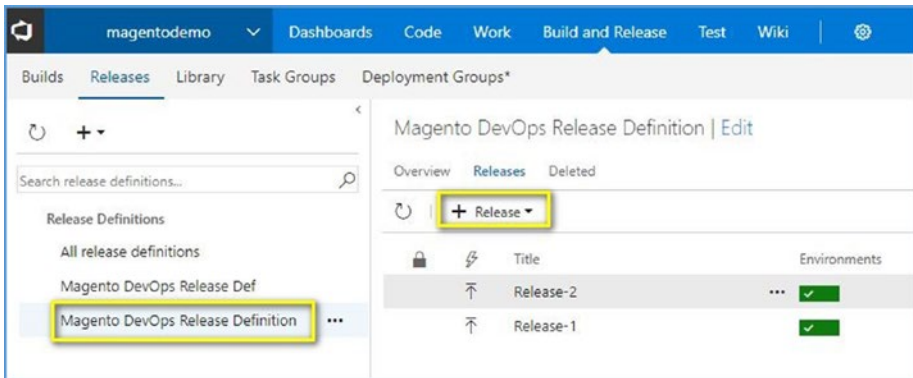 magentodemo Dashboards Code Work Build and Release Test Wiki
Builds Releases Library Task Groups Deployment Groups*
Search release definitions...
Release Definitions
All release definitions
Magento DevOps Release Def
Magento DevOps Release Definition ...
Magento DevOps Release Definition | Edit
Overview Releases Deleted
+ Release
Title Environments
Release-2 ...
Release-1